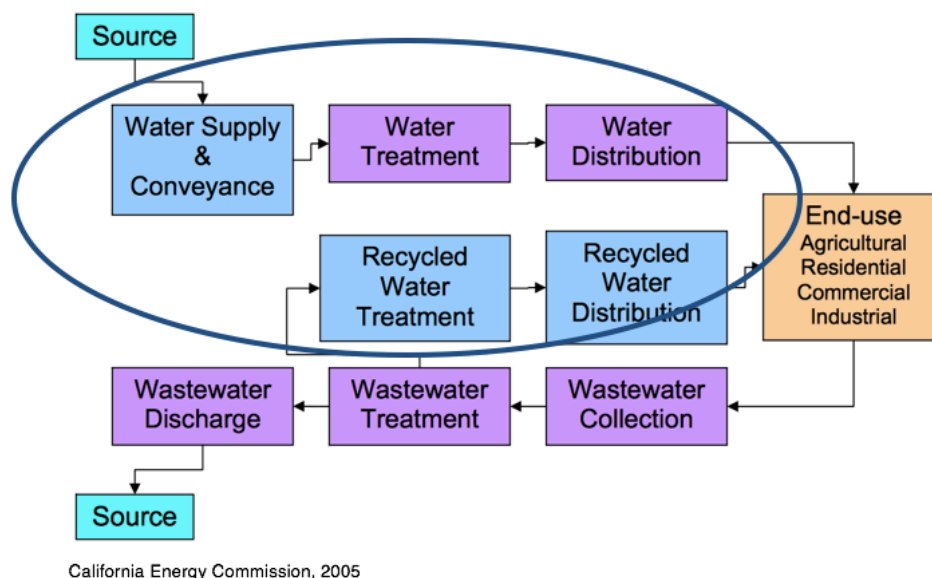 Source
Water Supply
&
Conveyance
Water
Treatment
Water
Distribution
End-use
Agricultural
Residential
Commercial
Industrial
Recycled
Water
Treatment
Recycled
Water
Distribution
Wastewater
Discharge
Wastewater
Treatment
Wastewater
Collection
Source
California Energy Commission, 2005